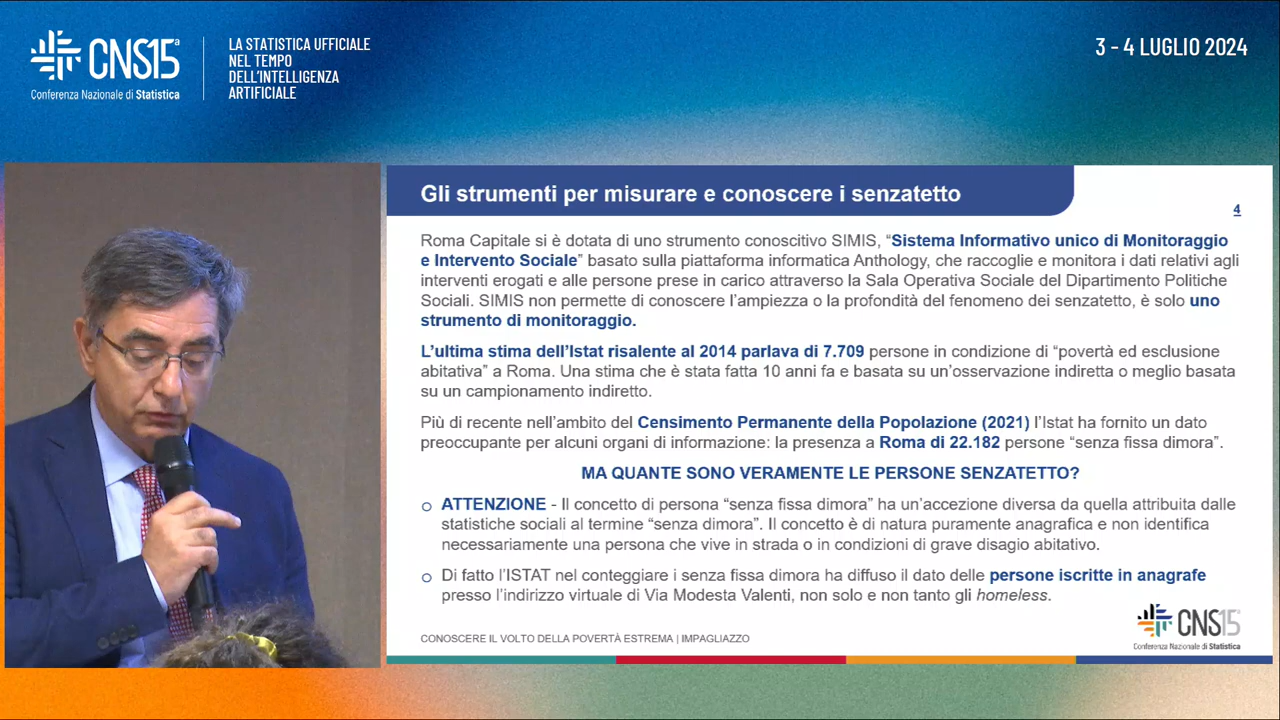 CNS15ª
Conferenza Nazionale di Statistica
LA STATISTICA UFFICIALE
NEL TEMPO
DELL'INTELLIGENZA
ARTIFICIALE
3 - 4 LUGLIO 2024
Gli strumenti per misurare e conoscere i senzatetto
4
Roma Capitale si è dotata di uno strumento conoscitivo SIMIS, “Sistema Informativo unico di Monitoraggio
e Intervento Sociale” basato sulla piattaforma informatica Anthology, che raccoglie e monitora i dati relativi agli
interventi erogati e alle persone prese in carico attraverso la Sala Operativa Sociale del Dipartimento Politiche
Sociali. SIMIS non permette di conoscere l’ampiezza o la profondità del fenomeno dei senzatetto, è solo uno
strumento di monitoraggio.
L’ultima stima dell’Istat risalente al 2014 parlava di 7.709 persone in condizione di “povertà ed esclusione
abitativa” a Roma. Una stima che è stata fatta 10 anni fa e basata su un’osservazione indiretta o meglio basata
su un campionamento indiretto.
Più di recente nell’ambito del Censimento Permanente della Popolazione (2021) l’Istat ha fornito un dato
preoccupante per alcuni organi di informazione: la presenza a Roma di 22.182 persone “senza fissa dimora”.
MA QUANTE SONO VERAMENTE LE PERSONE SENZATETTO?
ATTENZIONE - Il concetto di persona “senza fissa dimora” ha un’accezione diversa da quella attribuita dalle
statistiche sociali al termine “senza dimora”. Il concetto è di natura puramente anagrafica e non identifica
necessariamente una persona che vive in strada o in condizioni di grave disagio abitativo.
Di fatto l’ISTAT nel conteggiare i senza fissa dimora ha diffuso il dato delle persone iscritte in anagrafe
presso l’indirizzo virtuale di Via Modesta Valenti, non solo e non tanto gli homeless.
CONOSCERE IL VOLTO DELLA POVERTÀ ESTREMA | IMPAGLIAZZO
CNS15ª
Conferenza Nazionale di Statistica